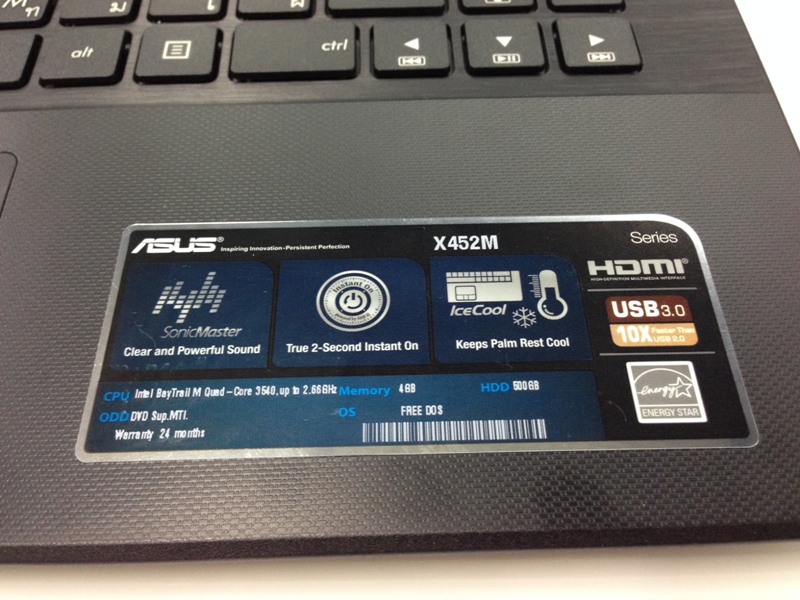 alt
ctrl
ASUS® Inspiring Innovation · Persistent Perfection
X452M
Series
SonicMaster
Clear and Powerful Sound
Instant On
True 2-Second Instant On
IceCool
Keeps Palm Rest Cool
HDMI®
HIGH-DEFINITION MULTIMEDIA INTERFACE
USB 3.0
10X Faster Than USB 2.0
energy
ENERGY STAR
CPU Intel BayTrail M Quad-Core 3540, up to 2.66GHz Memory 4GB HDD 500GB
ODD DVD Sup.MTI. OS FREE DOS
Warranty 24 months